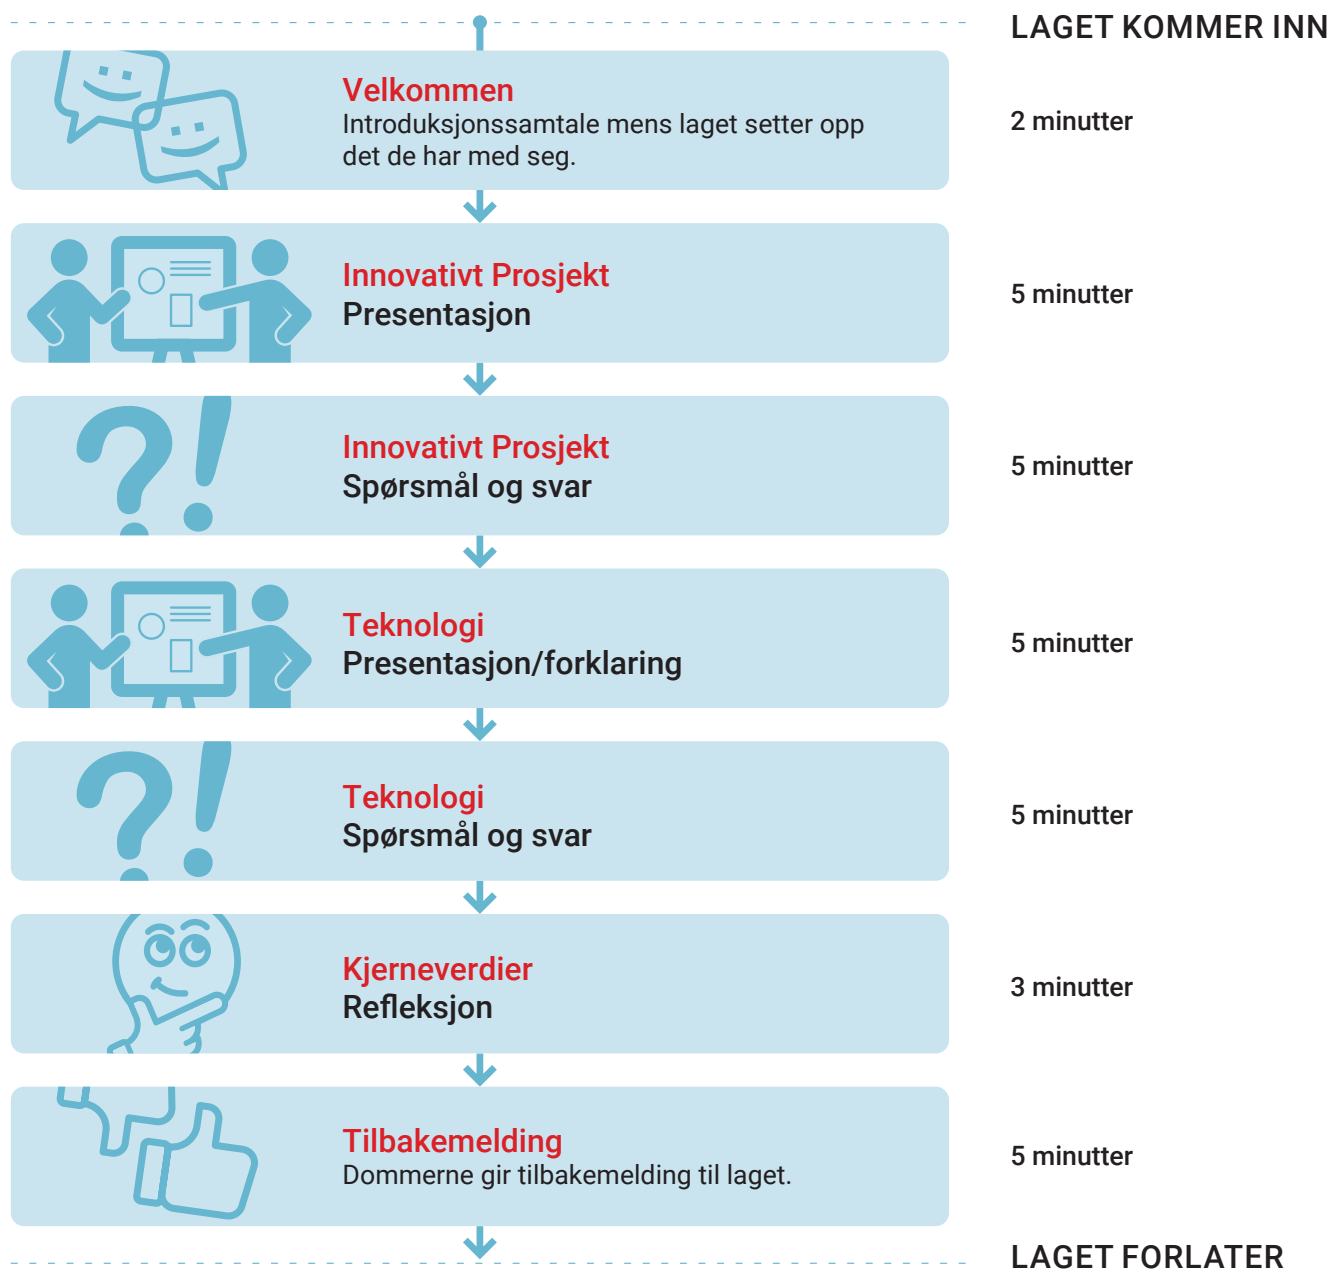 LAGET KOMMER INN
Velkommen
Introduksjonssamtale mens laget setter opp
det de har med seg.
2 minutter
Innovativt Prosjekt
Presentasjon
5 minutter
Innovativt Prosjekt
Spørsmål og svar
5 minutter
Teknologi
Presentasjon/forklaring
5 minutter
Teknologi
Spørsmål og svar
5 minutter
Kjerneverdier
Refleksjon
3 minutter
Tilbakemelding
Dommerne gir tilbakemelding til laget.
5 minutter
LAGET FORLATER